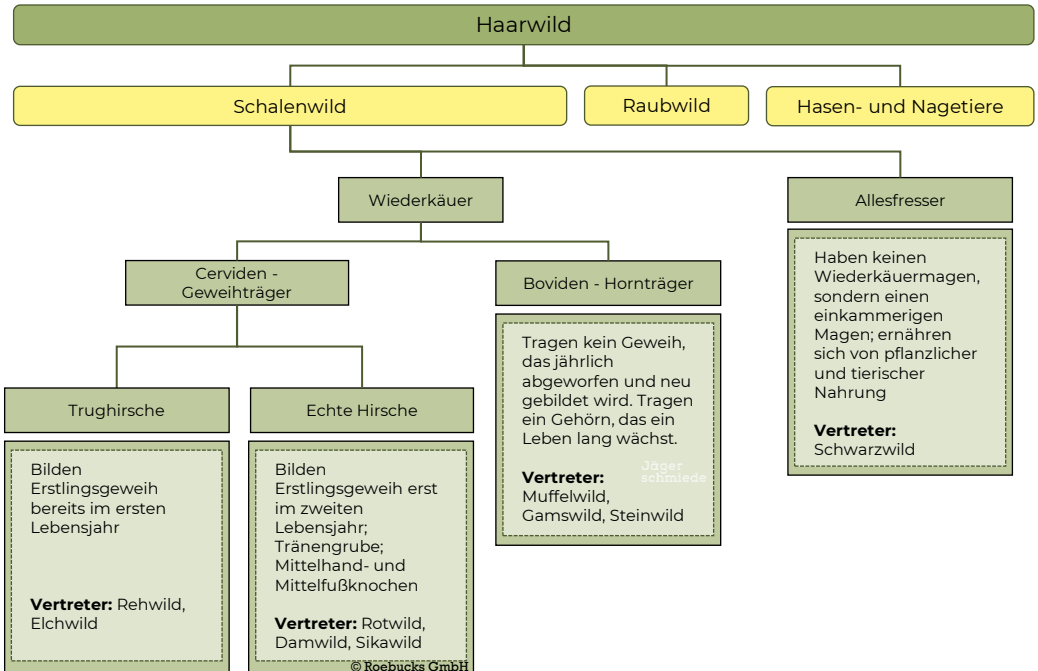 Haarwild
Schalenwild
Raubwild
Hasen- und Nagetiere
Wiederkäuer
Allesfresser
Haben keinen
Wiederkäuermagen,
sondern einen
einkammerigen
Magen; ernähren
sich von pflanzlicher
und tierischer
Nahrung
Vertreter:
Schwarzwild
Cerviden -
Geweihträger
Boviden - Hornträger
Tragen kein Geweih,
das jährlich
abgeworfen und neu
gebildet wird. Tragen
ein Gehörn, das ein
Leben lang wächst.
Vertreter:
Muffelwild,
Gamswild, Steinwild
Jäger
schmiede
Trughirsche
Bilden
Erstlingsgeweih
bereits im ersten
Lebensjahr
Vertreter: Rehwild,
Elchwild
Echte Hirsche
Bilden
Erstlingsgeweih erst
im zweiten
Lebensjahr;
Tränengrube;
Mittelhand- und
Mittelfußknochen
Vertreter: Rotwild,
Damwild, Sikawild
© Roebucks GmbH